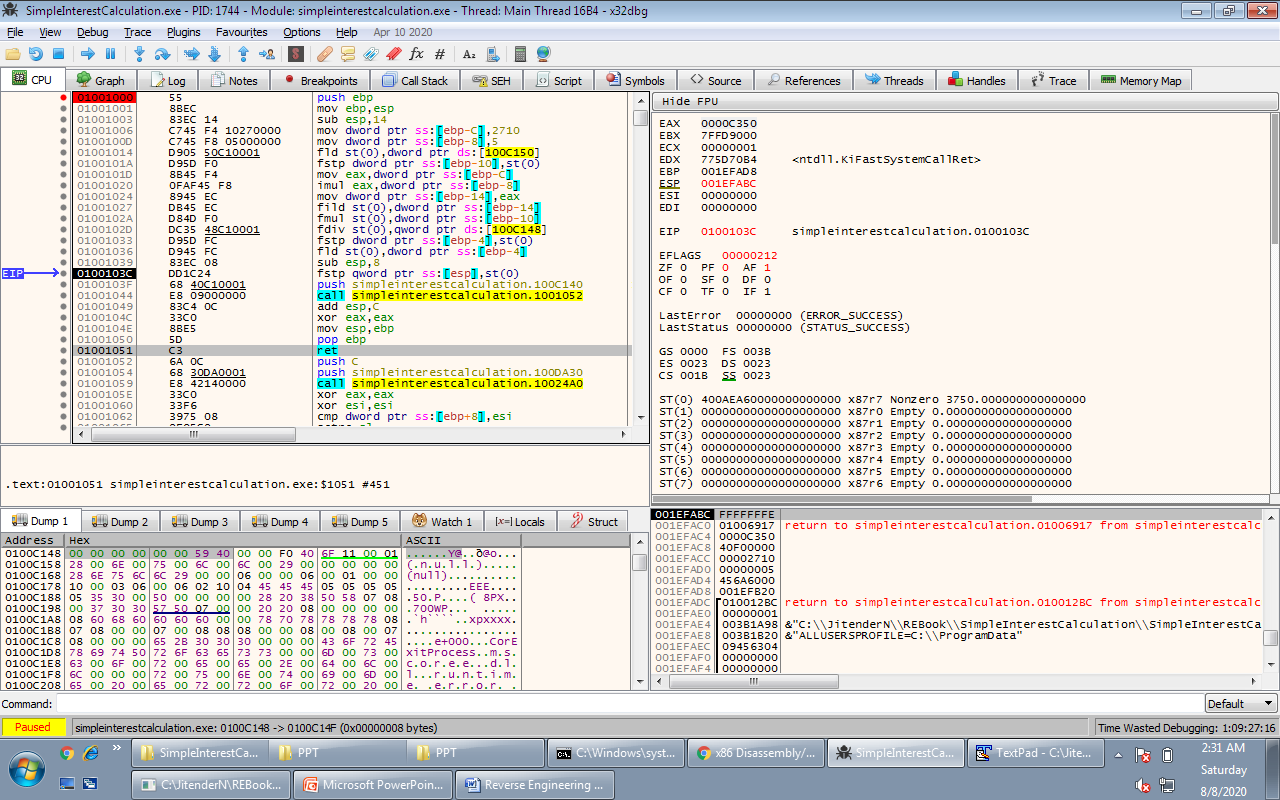 SimpleInterestCalculation.exe - PID: 1744 - Module: simpleinterestcalculation.exe - Thread: Main Thread 16B4 - x32dbg
File View Debug Trace Plugins Favourites Options Help Apr 10 2020
CPU Graph Log Notes Breakpoints Call Stack SEH Script Symbols Source References Threads Handles Trace Memory Map
01001000 55 push ebp
01001001 8BEC mov ebp,esp
01001003 83EC 14 sub esp,14
01001006 C745 F4 10270000 mov dword ptr ss:[ebp-C],2710
0100100D C745 F8 05000000 mov dword ptr ss:[ebp-8],5
01001014 D905 50C10001 fld st(0),dword ptr ds:[100C150]
0100101A D95D F0 fstp dword ptr ss:[ebp-10],st(0)
0100101D 8B45 F4 mov eax,dword ptr ss:[ebp-C]
01001020 0FAF45 F8 imul eax,dword ptr ss:[ebp-8]
01001024 8945 EC mov dword ptr ss:[ebp-14],eax
01001027 DB45 EC fild st(0),dword ptr ss:[ebp-14]
0100102A D84D F0 fmul st(0),dword ptr ss:[ebp-10]
0100102D DC35 48C10001 fdiv st(0),qword ptr ds:[100C148]
01001033 D95D FC fstp dword ptr ss:[ebp-4],st(0)
01001036 D945 FC fld st(0),dword ptr ss:[ebp-4]
01001039 83EC 08 sub esp,8
EIP 0100103C DD1C24 fstp qword ptr ss:[esp],st(0)
0100103F 68 40C10001 push simpleinterestcalculation.100C140
01001044 E8 09000000 call simpleinterestcalculation.1001052
01001049 83C4 0C add esp,C
0100104C 33C0 xor eax,eax
0100104E 8BE5 mov esp,ebp
01001050 5D pop ebp
01001051 C3 ret
01001052 6A 0C push C
01001054 68 30DA0001 push simpleinterestcalculation.100DA30
01001059 E8 42140000 call simpleinterestcalculation.10024A0
0100105E 33C0 xor eax,eax
01001060 33F6 xor esi,esi
01001062 3975 08 cmp dword ptr ss:[ebp+8],esi
Hide FPU
EAX 0000C350
EBX 7FFD9000
ECX 00000001
EDX 775D70B4 <ntdll.KiFastSystemCallRet>
EBP 001EFAD8
ESP 001EFABC
ESI 00000000
EDI 00000000
EIP 0100103C simpleinterestcalculation.0100103C
EFLAGS 00000212
ZF 0 PF 0 AF 1
OF 0 SF 0 DF 0
CF 0 TF 0 IF 1
LastError 00000000 (ERROR_SUCCESS)
LastStatus 00000000 (STATUS_SUCCESS)
GS 0000 FS 003B
ES 0023 DS 0023
CS 001B SS 0023
ST(0) 400AEA60000000000000 x87r7 Nonzero 3750.000000000000000
ST(1) 00000000000000000000 x87r0 Empty 0.000000000000000000
ST(2) 00000000000000000000 x87r1 Empty 0.000000000000000000
ST(3) 00000000000000000000 x87r2 Empty 0.000000000000000000
ST(4) 00000000000000000000 x87r3 Empty 0.000000000000000000
ST(5) 00000000000000000000 x87r4 Empty 0.000000000000000000
ST(6) 00000000000000000000 x87r5 Empty 0.000000000000000000
ST(7) 00000000000000000000 x87r6 Empty 0.000000000000000000
.text:01001051 simpleinterestcalculation.exe:$1051 #451
Dump 1 Dump 2 Dump 3 Dump 4 Dump 5 Watch 1 Locals Struct
Address Hex ASCII
0100C148 00 00 00 00 00 00 59 40 00 00 F0 40 6F 11 00 01 ......Y@..ð@o...
0100C158 28 00 6E 00 75 00 6C 00 6C 00 29 00 00 00 00 00 (.n.u.l.l.).....
0100C168 28 6E 75 6C 6C 29 00 00 06 00 00 06 00 01 00 00 (null)..........
0100C178 10 00 03 06 00 06 02 10 04 45 45 45 05 05 05 05 .........EEE....
0100C188 05 35 30 00 50 00 00 00 00 28 20 38 50 58 07 08 .50.P....( 8PX..
0100C198 00 37 30 30 57 50 07 00 00 20 20 08 00 00 00 00 .700WP... .....
0100C1A8 08 60 68 60 60 60 60 00 00 78 70 78 78 78 78 08 .`h````..xpxxxx.
0100C1B8 07 08 00 00 07 00 08 08 08 00 00 08 00 08 00 07 ................
0100C1C8 08 00 00 00 65 2B 30 30 30 00 00 00 43 6F 72 45 ....e+000...CorE
0100C1D8 78 69 74 50 72 6F 63 65 73 73 00 00 6D 00 73 00 xitProcess..m.s.
0100C1E8 63 00 6F 00 72 00 65 00 65 00 2E 00 64 00 6C 00 c.o.r.e.e...d.l.
0100C1F8 6C 00 00 00 72 00 75 00 6E 00 74 00 69 00 6D 00 l...r.u.n.t.i.m.
0100C208 65 00 20 00 65 00 72 00 72 00 6F 00 72 00 20 00 e. .e.r.r.o.r. .
001EFABC FFFFFFFE
001EFAC0 01006917 return to simpleinterestcalculation.01006917 from simpleinterestcalc
001EFAC4 0000C350
001EFAC8 40F00000
001EFACC 00002710
001EFAD0 00000005
001EFAD4 456A6000
001EFAD8 001EFB20
001EFADC 010012BC return to simpleinterestcalculation.010012BC from simpleinterestcalc
001EFAE0 00000001
001EFAE4 003B1A98 &"C:\\JitenderN\\REBook\\SimpleInterestCalculation\\SimpleInterestCa
001EFAE8 003B1B20 &"ALLUSERSPROFILE=C:\\ProgramData"
001EFAEC 09456304
001EFAF0 00000000
001EFAF4 00000000
Command: Default
Paused simpleinterestcalculation.exe: 0100C148 -> 0100C14F (0x00000008 bytes) Time Wasted Debugging: 1:09:27:16
SimpleInterestCa... PPT PPT C:\Windows\syst... x86 Disassembly/... SimpleInterestCa... TextPad - C:\Jite...
C:\JitenderN\REBook... Microsoft PowerPoin... Reverse Engineering ...
2:31 AM
Saturday
8/8/2020